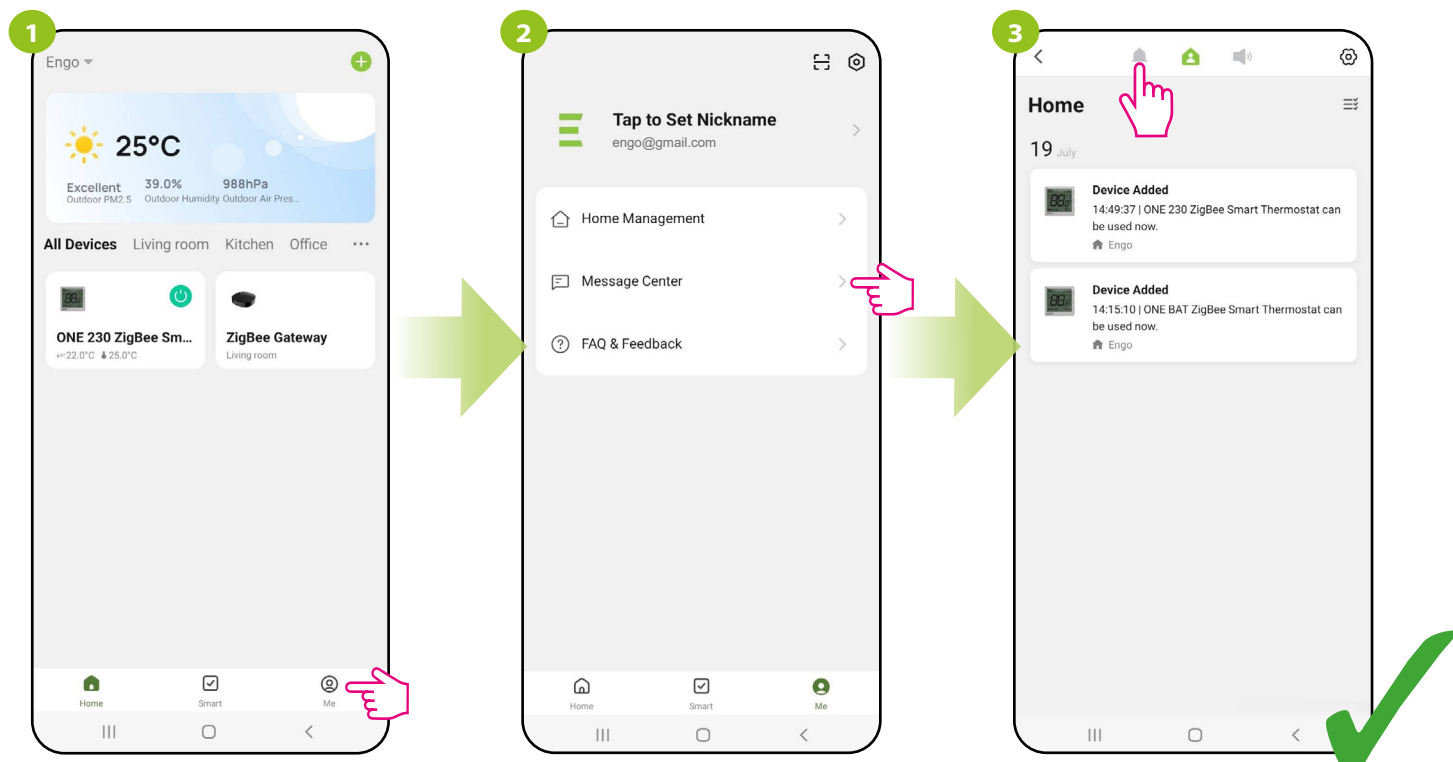 1
Engo
25°C
Excellent 39.0% 988hPa
Outdoor PM2.5 Outdoor Humidity Outdoor Air Pres...
All Devices Living room Kitchen Office ...
ONE 230 ZigBee Sm...
22.0°C 25.0°C
ZigBee Gateway
Living room
Home Smart Me
2
Tap to Set Nickname
engo@gmail.com
Home Management
Message Center
FAQ & Feedback
Home Smart Me
3
Home
19 July
Device Added
14:49:37 | ONE 230 ZigBee Smart Thermostat can
be used now.
Engo
Device Added
14:15:10 | ONE BAT ZigBee Smart Thermostat can
be used now.
Engo